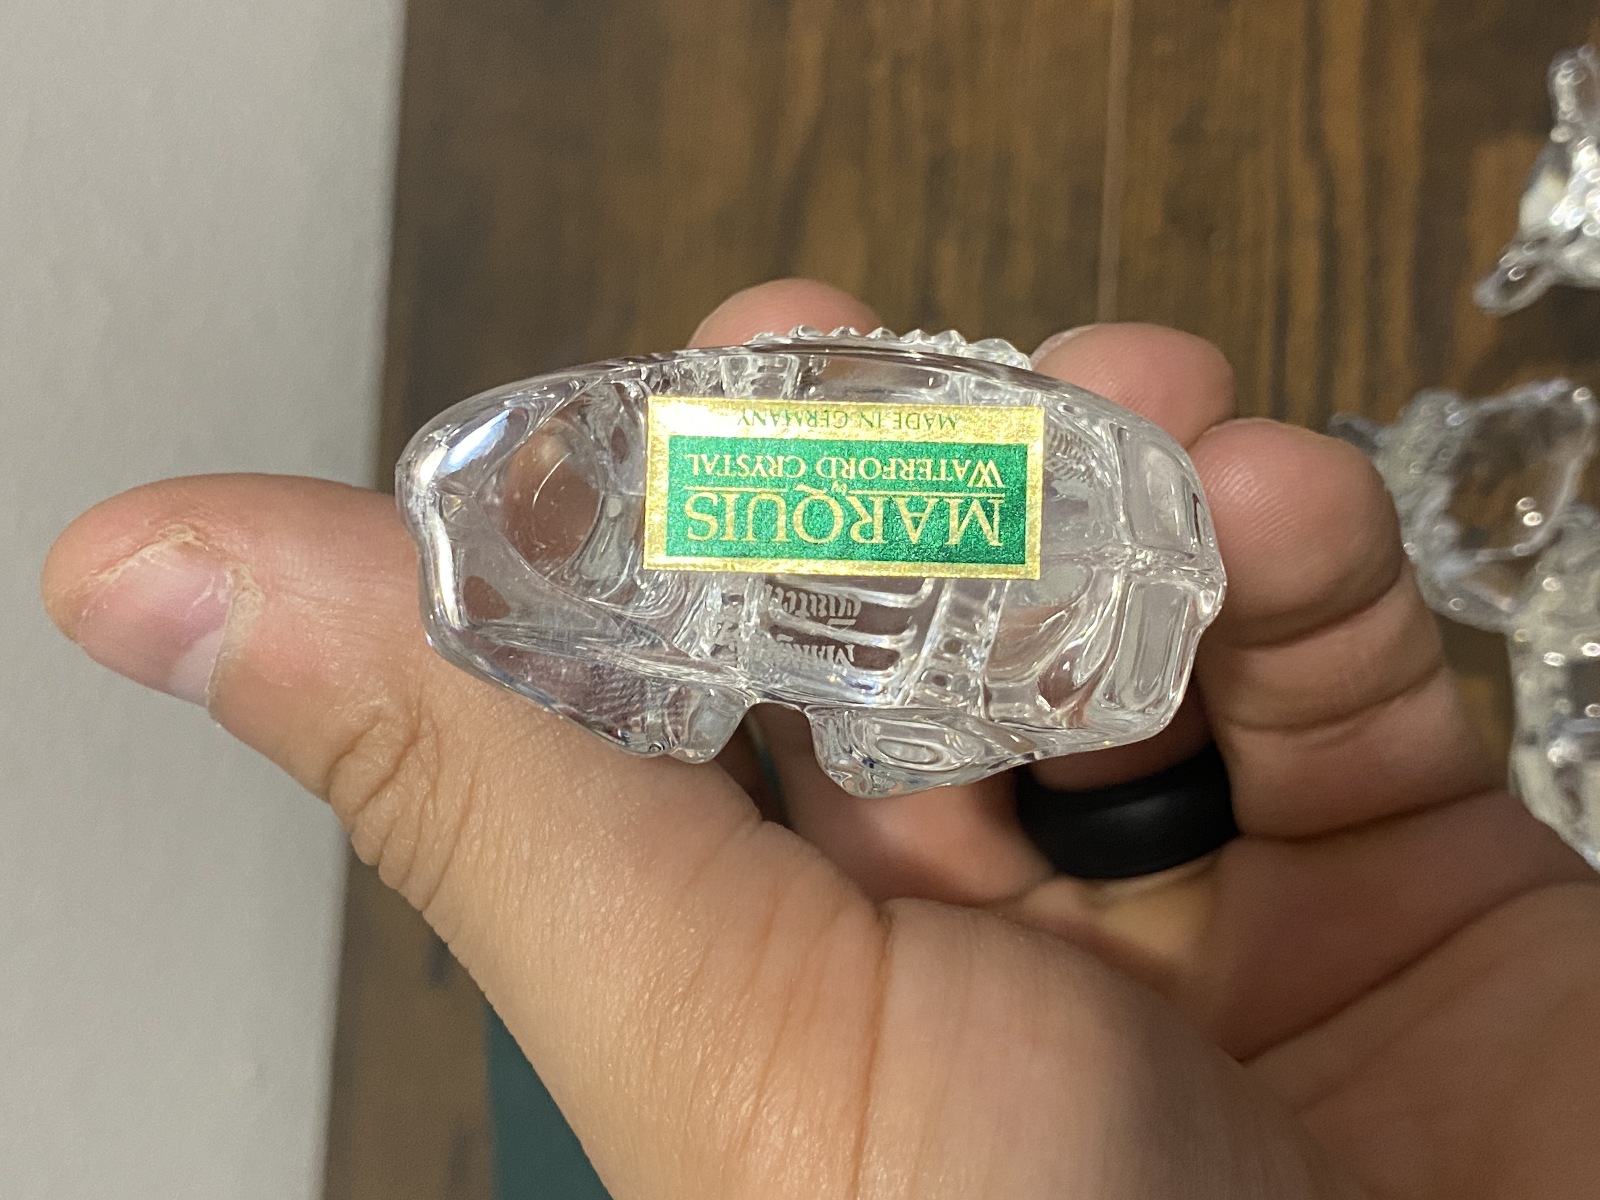 MARQUIS
by
WATERFORD CRYSTAL
MADE IN GERMANY